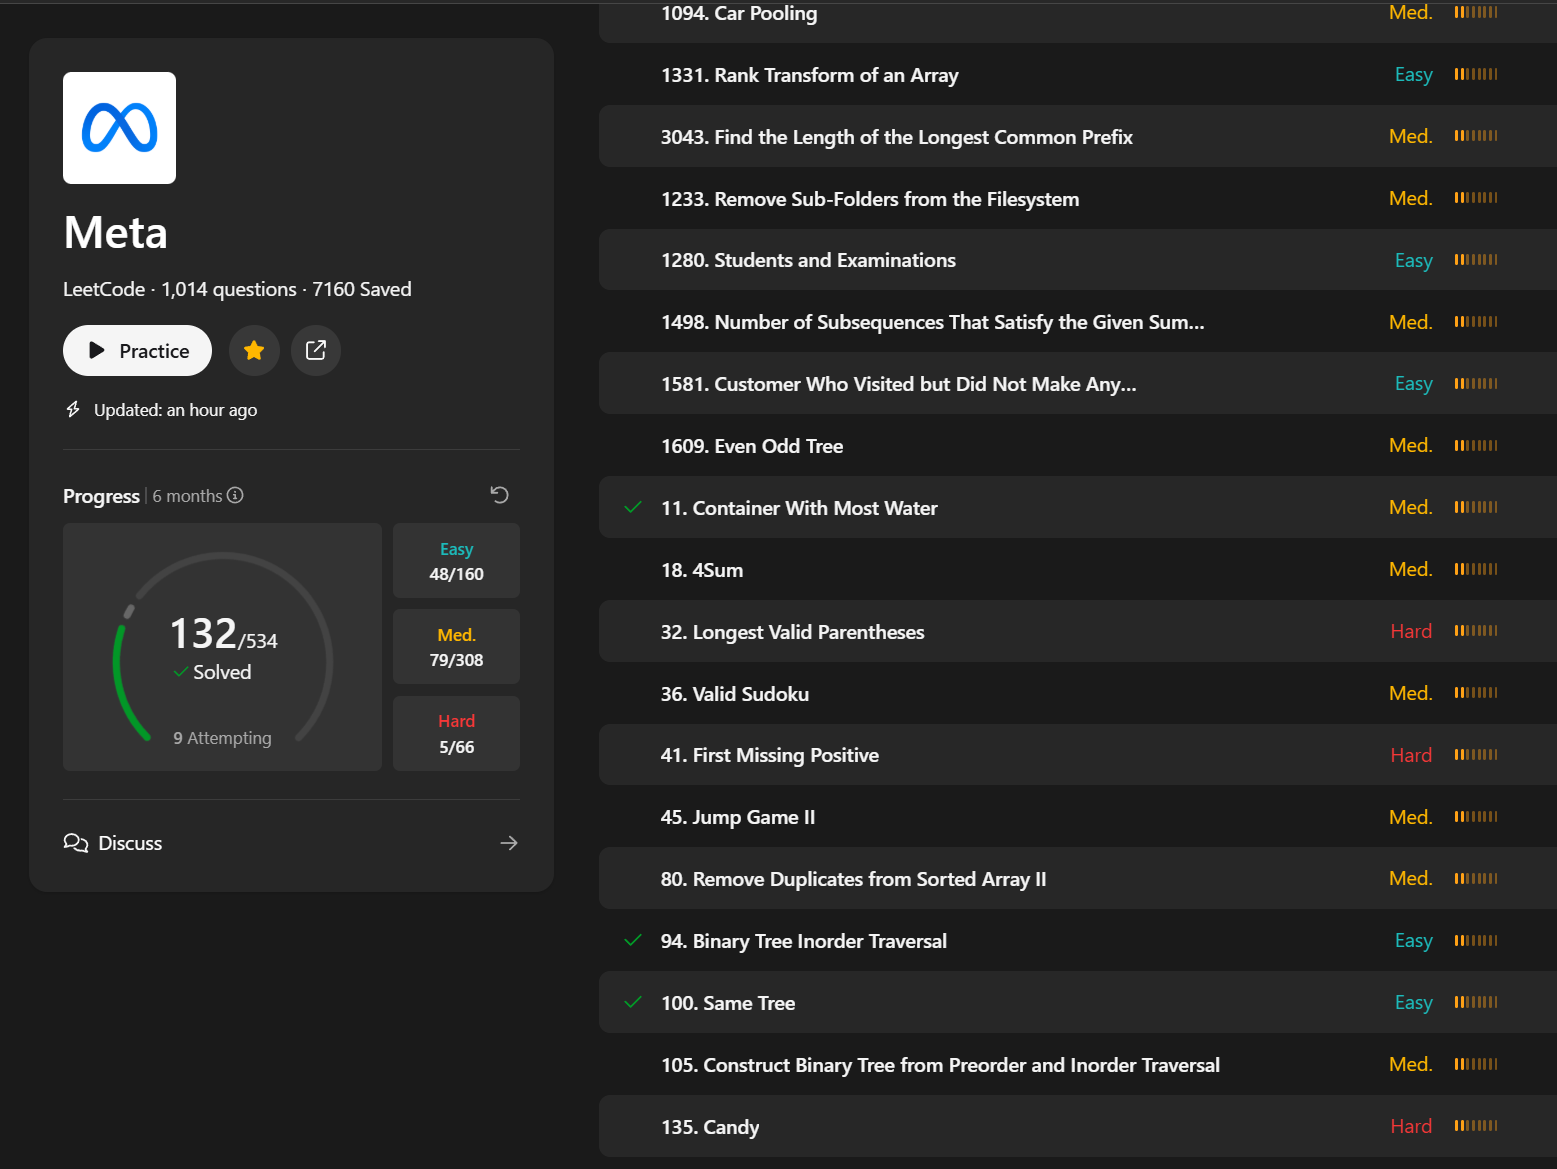 Meta
LeetCode · 1,014 questions · 7160 Saved
Practice
Updated: an hour ago
Progress | 6 months
132/534
Solved
9 Attempting
Easy
48/160
Med.
79/308
Hard
5/66
Discuss
1094. Car Pooling Med.
1331. Rank Transform of an Array Easy
3043. Find the Length of the Longest Common Prefix Med.
1233. Remove Sub-Folders from the Filesystem Med.
1280. Students and Examinations Easy
1498. Number of Subsequences That Satisfy the Given Sum... Med.
1581. Customer Who Visited but Did Not Make Any... Easy
1609. Even Odd Tree Med.
11. Container With Most Water Med.
18. 4Sum Med.
32. Longest Valid Parentheses Hard
36. Valid Sudoku Med.
41. First Missing Positive Hard
45. Jump Game II Med.
80. Remove Duplicates from Sorted Array II Med.
94. Binary Tree Inorder Traversal Easy
100. Same Tree Easy
105. Construct Binary Tree from Preorder and Inorder Traversal Med.
135. Candy Hard